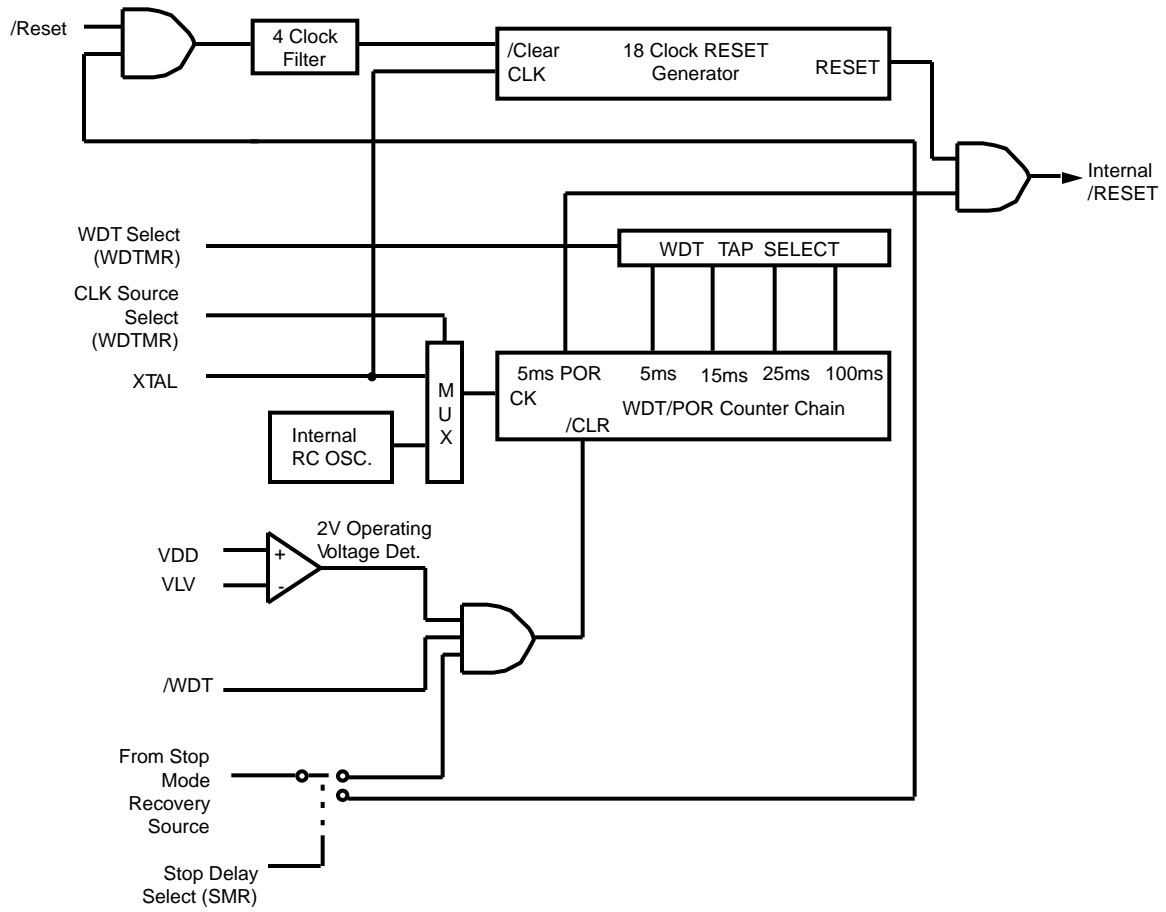 /Reset
4 Clock
Filter
/Clear
CLK
18 Clock RESET
Generator
RESET
Internal
/RESET
WDT Select
(WDTMR)
WDT TAP SELECT
CLK Source
Select
(WDTMR)
XTAL
M
U
X
5ms POR
5ms
15ms
25ms
100ms
CK
WDT/POR Counter Chain
/CLR
Internal
RC OSC.
2V Operating
Voltage Det.
VDD
+
VLV
-
/WDT
From Stop
Mode
Recovery
Source
Stop Delay
Select (SMR)